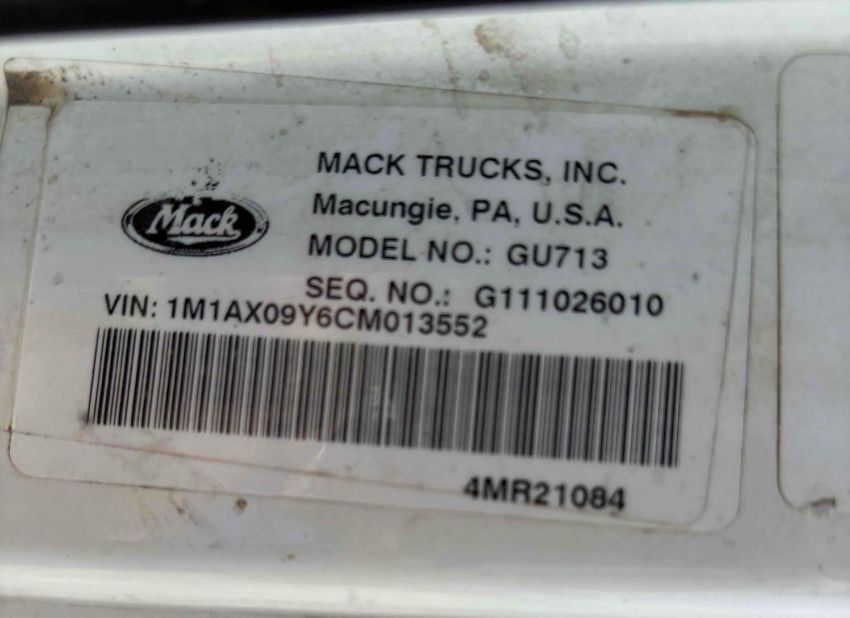 Mack
MACK TRUCKS, INC.
Macungie, PA, U.S.A.
MODEL NO.: GU713
SEQ. NO.: G111026010
VIN: 1M1AX09Y6CM013552
4MR21084